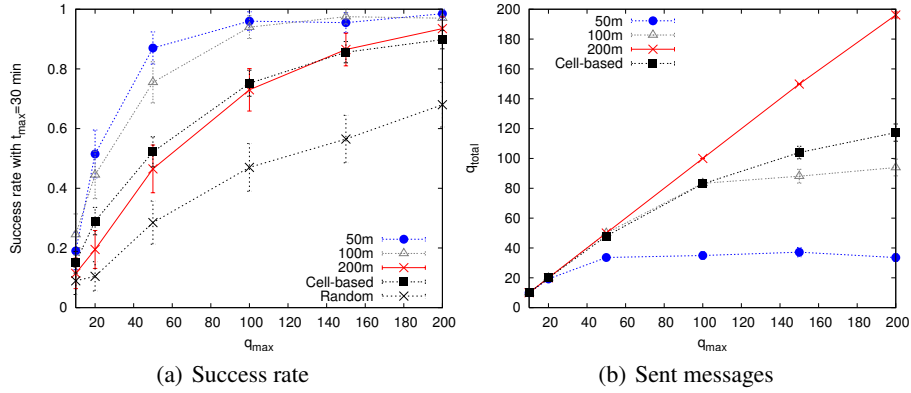 Success rate with t_max=30 min
1
0.8
0.6
0.4
0.2
0
20 40 60 80 100 120 140 160 180 200
q_max
50m
100m
200m
Cell-based
Random
(a) Success rate
q_total
200
180
160
140
120
100
80
60
40
20
0
20 40 60 80 100 120 140 160 180 200
q_max
50m
100m
200m
Cell-based
(b) Sent messages